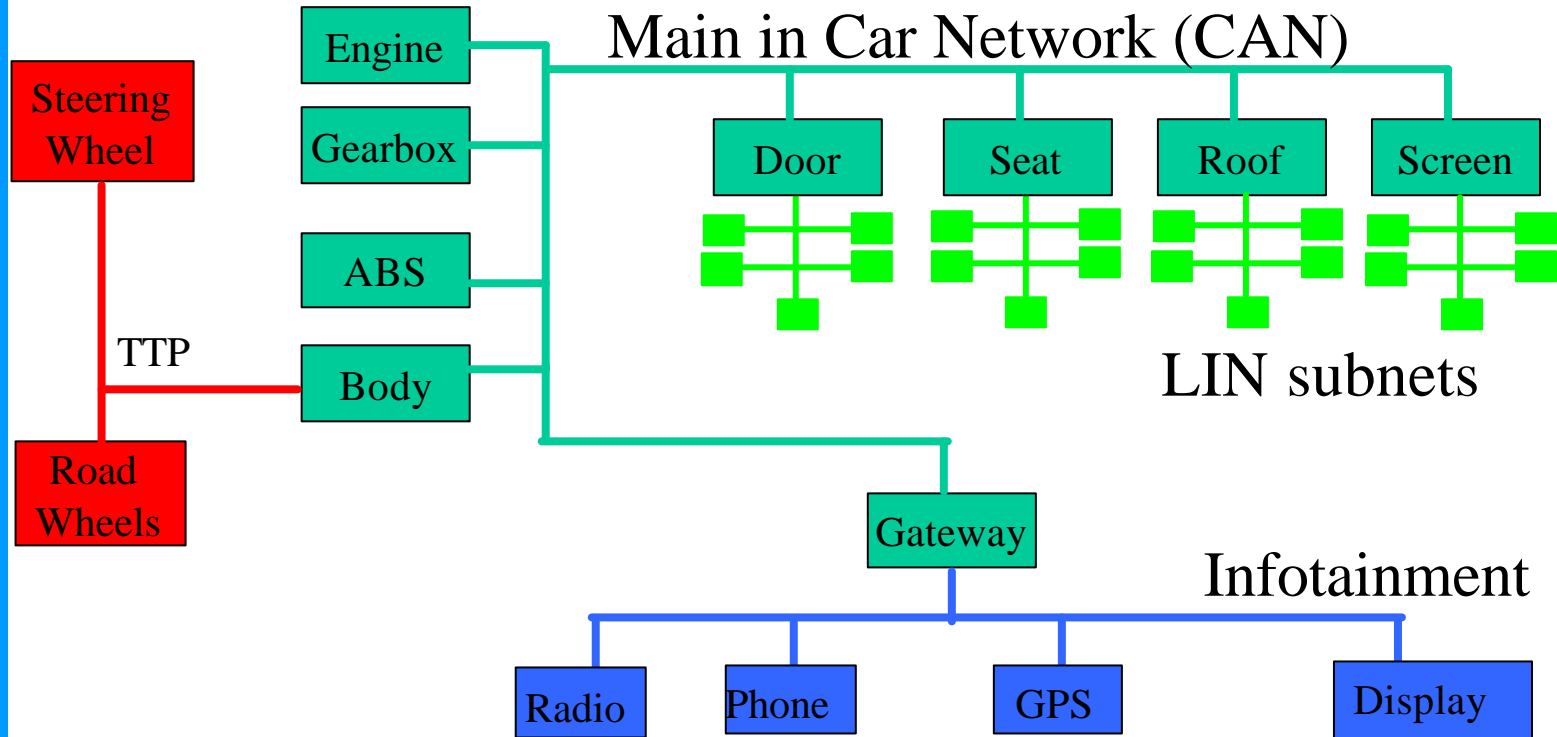 Main in Car Network (CAN)
Engine
Steering
Wheel
Gearbox
Door
Seat
Roof
Screen
ABS
TTP
Body
LIN subnets
Road
Wheels
Gateway
Infotainment
Radio
Phone
GPS
Display